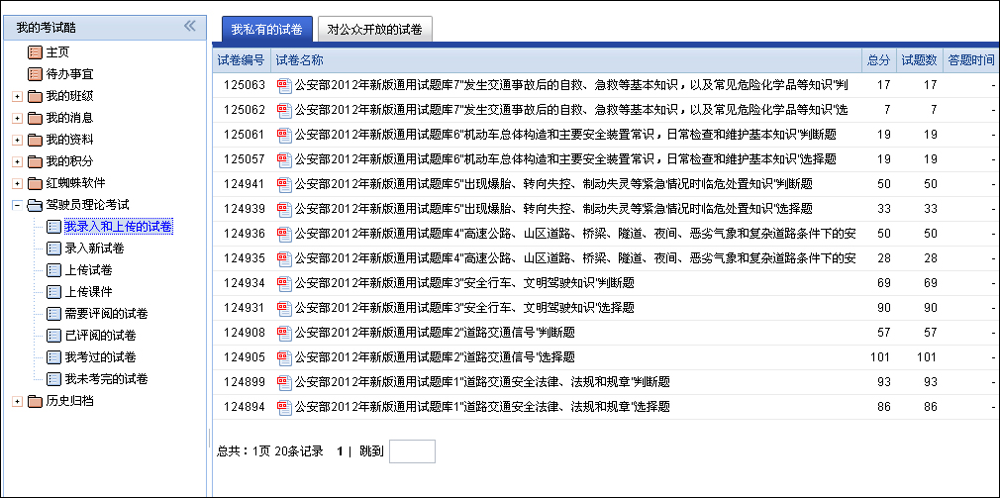 我的考试酷
主页
待办事宜
我的班级
我的消息
我的资料
我的积分
红蜘蛛软件
驾驶员理论考试
我录入和上传的试卷
录入新试卷
上传试卷
上传课件
需要评阅的试卷
已评阅的试卷
我考过的试卷
我未考完的试卷
历史归档
我私有的试卷 对公众开放的试卷
试卷编号 试卷名称 总分 试题数 答题时间
125063 公安部2012年新版通用试题库7"发生交通事故后的自救、急救等基本知识，以及常见危险化学品等知识"判 17 17 -
125062 公安部2012年新版通用试题库7"发生交通事故后的自救、急救等基本知识，以及常见危险化学品等知识"选 7 7 -
125061 公安部2012年新版通用试题库6"机动车总体构造和主要安全装置常识，日常检查和维护基本知识"判断题 19 19 -
125057 公安部2012年新版通用试题库6"机动车总体构造和主要安全装置常识，日常检查和维护基本知识"选择题 19 19 -
124941 公安部2012年新版通用试题库5"出现爆胎、转向失控、制动失灵等紧急情况时临危处置知识"判断题 50 50 -
124939 公安部2012年新版通用试题库5"出现爆胎、转向失控、制动失灵等紧急情况时临危处置知识"选择题 33 33 -
124936 公安部2012年新版通用试题库4"高速公路、山区道路、桥梁、隧道、夜间、恶劣气象和复杂道路条件下的安 50 50 -
124935 公安部2012年新版通用试题库4"高速公路、山区道路、桥梁、隧道、夜间、恶劣气象和复杂道路条件下的安 28 28 -
124934 公安部2012年新版通用试题库3"安全行车、文明驾驶知识"判断题 69 69 -
124931 公安部2012年新版通用试题库3"安全行车、文明驾驶知识"选择题 90 90 -
124908 公安部2012年新版通用试题库2"道路交通信号"判断题 57 57 -
124905 公安部2012年新版通用试题库2"道路交通信号"选择题 101 101 -
124899 公安部2012年新版通用试题库1"道路交通安全法律、法规和规章"判断题 93 93 -
124894 公安部2012年新版通用试题库1"道路交通安全法律、法规和规章"选择题 86 86 -
总共：1页 20条记录 1 | 跳到